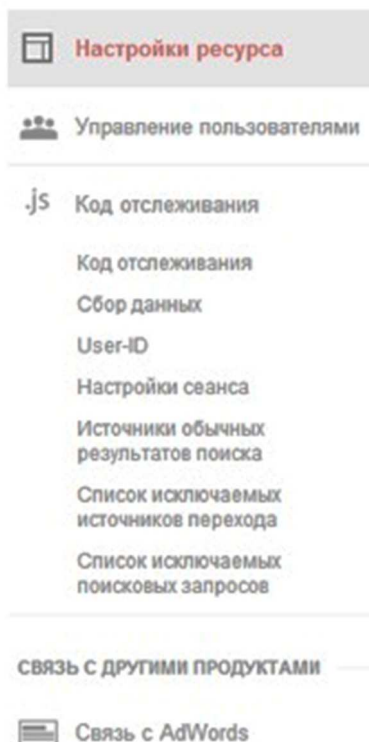 Настройки ресурса
Управление пользователями
.js Код отслеживания
Код отслеживания
Сбор данных
User-ID
Настройки сеанса
Источники обычных
результатов поиска
Список исключаемых
источников перехода
Список исключаемых
поисковых запросов
СВЯЗЬ С ДРУГИМИ ПРОДУКТАМИ
Связь с AdWords